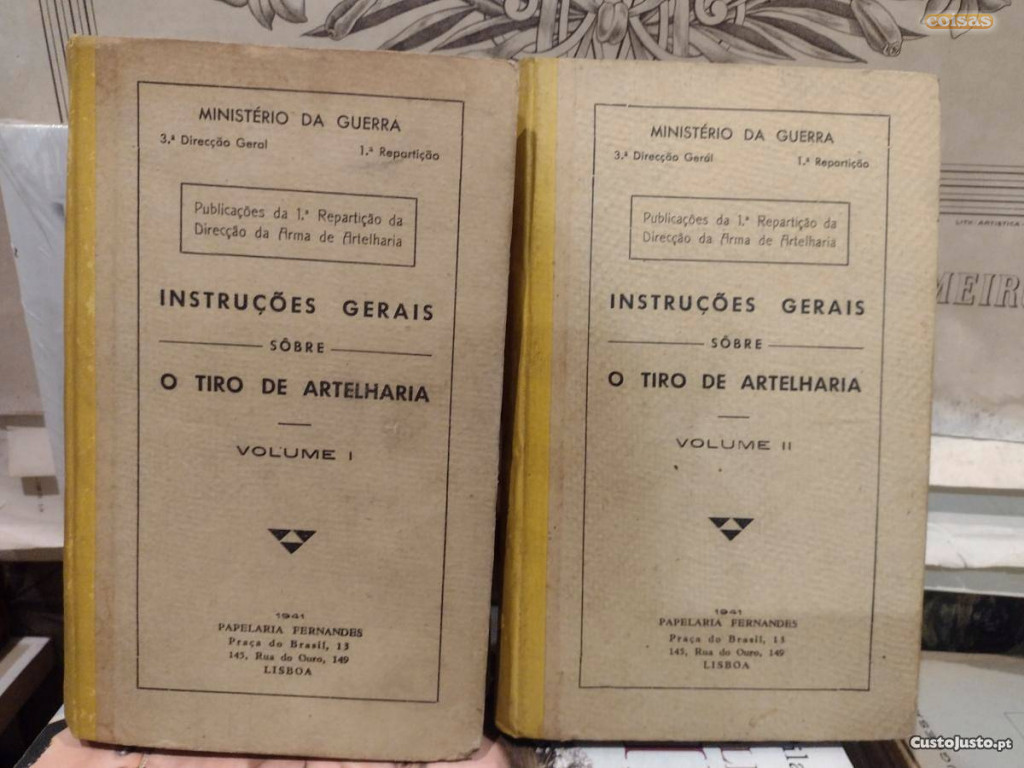 coisas
MINISTÉRIO DA GUERRA
3.ª Direcção Geral 1.ª Repartição
Publicações da 1.ª Repartição da
Direcção da Arma de Artelharia
INSTRUÇÕES GERAIS
SÔBRE
O TIRO DE ARTELHARIA
VOLUME I
1941
PAPELARIA FERNANDES
Praça do Brasil, 13
145, Rua do Ouro, 149
LISBOA
MINISTÉRIO DA GUERRA
3.ª Direcção Geral 1.ª Repartição
Publicações da 1.ª Repartição da
Direcção da Arma de Artelharia
INSTRUÇÕES GERAIS
SÔBRE
O TIRO DE ARTELHARIA
VOLUME II
1941
PAPELARIA FERNANDES
Praça do Brasil, 13
145, Rua do Ouro, 149
LISBOA
LITH-ARTISTICA
MEIRO
CustoJusto.pt